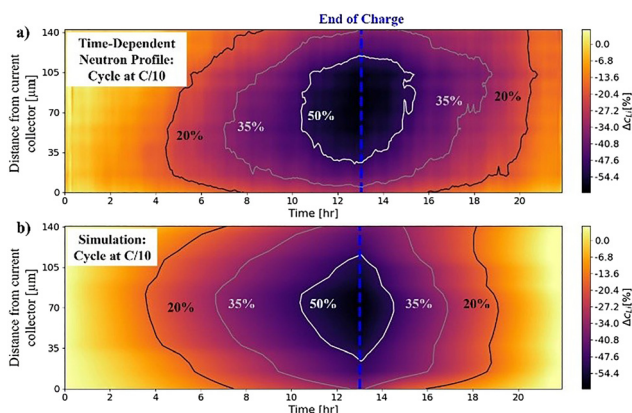 End of Charge
a)
Time-Dependent
Neutron Profile:
Cycle at C/10
Distance from current
collector [µm]
140
105
70
35
0
20%
35%
50%
35%
20%
0 2 4 6 8 10 12 14 16 18 20
Time [hr]
0.0
-6.8
-13.6
-20.4
-27.2
-34.0
-40.8
-47.6
-54.4
Δc_Li[%]
b)
Simulation:
Cycle at C/10
Distance from current
collector [µm]
140
105
70
35
0
20%
35%
50%
35%
20%
0 2 4 6 8 10 12 14 16 18 20
Time [hr]
0.0
-6.8
-13.6
-20.4
-27.2
-34.0
-40.8
-47.6
-54.4
Δc_Li[%]